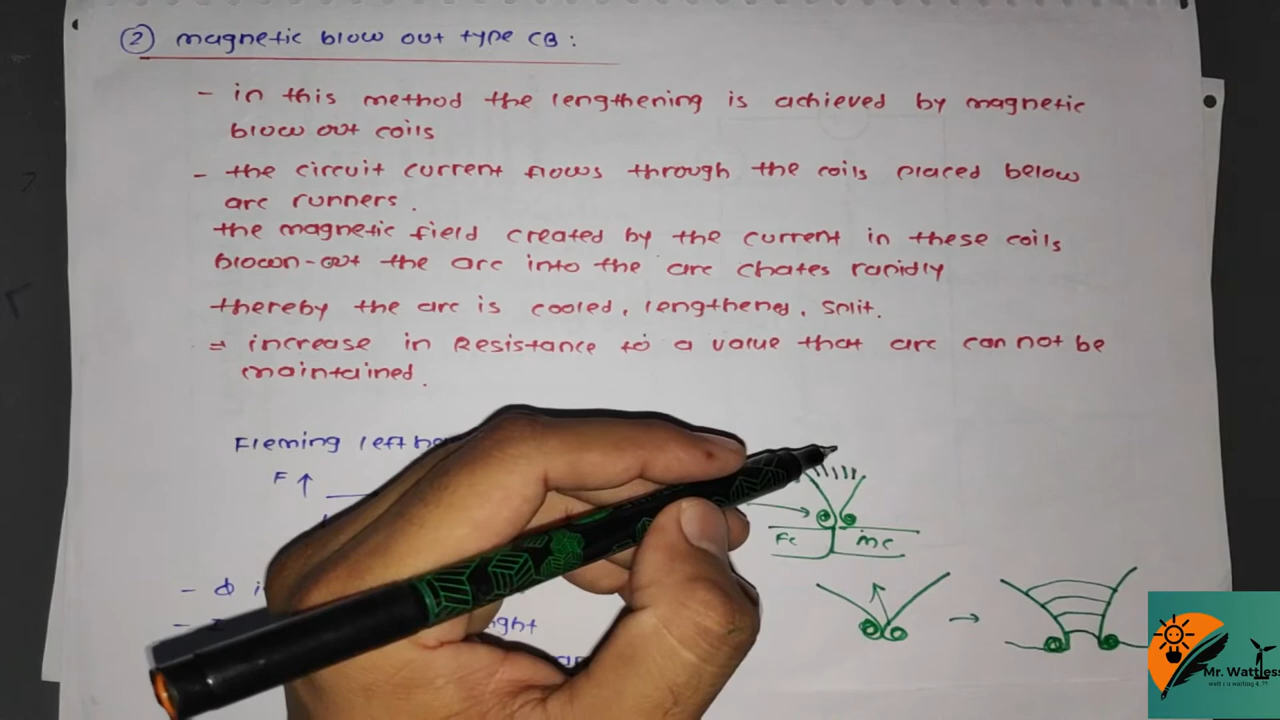 ② magnetic blow out type CB :
- in this method the lengthening is achieved by magnetic
blow out coils
- the circuit current flows through the coils placed below
arc runners.
the magnetic field created by the current in these coils
blown-out the arc into the arc chates rapidly
thereby the arc is cooled, lengthened, split.
⇒ increase in Resistance to a value that arc can not be
maintained.
Fleming left
F ↑
Fc mc
- Φ
Mr. Wattless